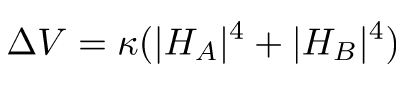 ΔV = κ(|H_A|^4 + |H_B|^4)